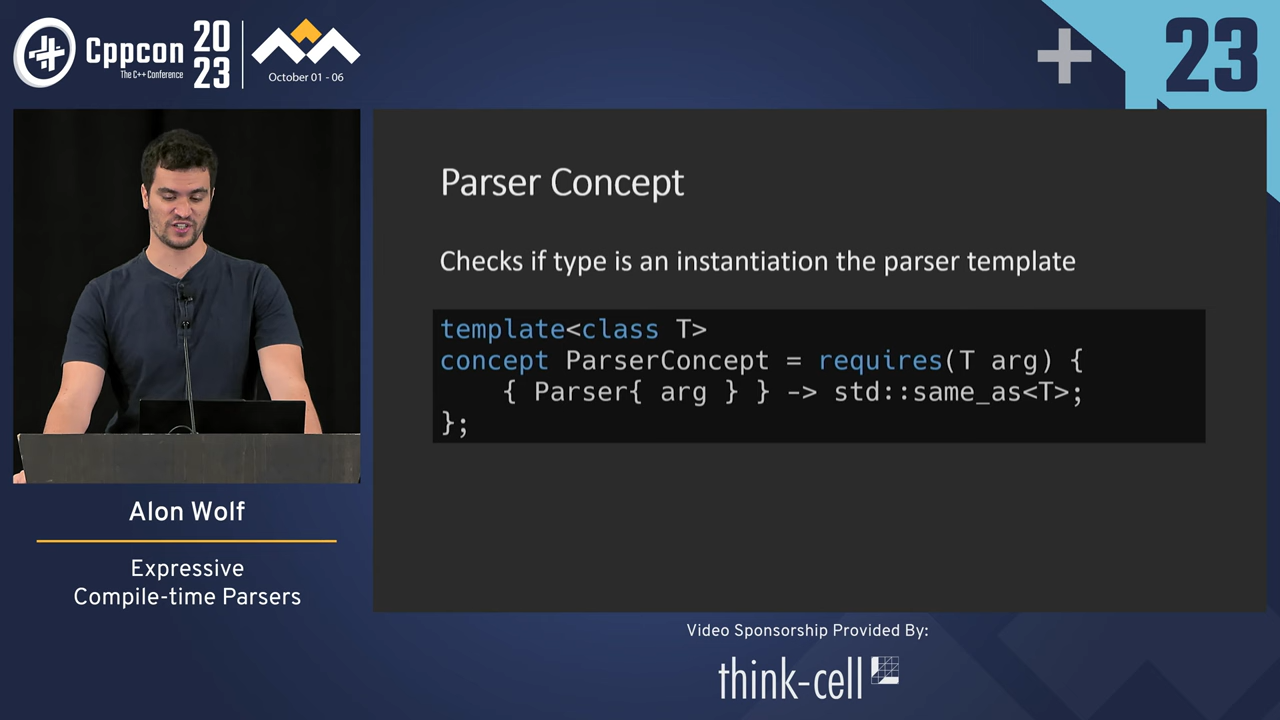 Cppcon
The C++ Conference
20
23
October 01 - 06
23
Parser Concept
Checks if type is an instantiation the parser template
template<class T>
concept ParserConcept = requires(T arg) {
    { Parser{ arg } } -> std::same_as<T>;
};
Alon Wolf
Expressive
Compile-time Parsers
Video Sponsorship Provided By:
think-cell